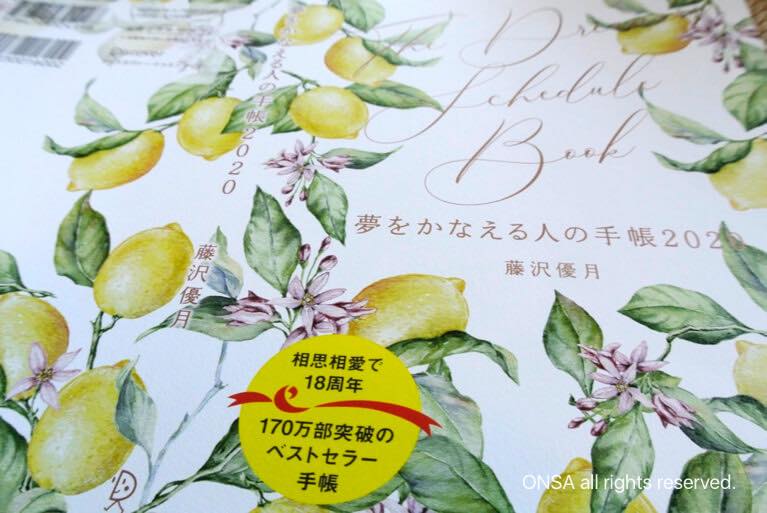 The Dream
Schedule
Book
夢をかなえる人の手帳2020
藤沢優月
かなえる人の手帳2020
藤沢優月
相思相愛で
18周年
170万部突破の
ベストセラー
手帳
ONSA all rights reserved.